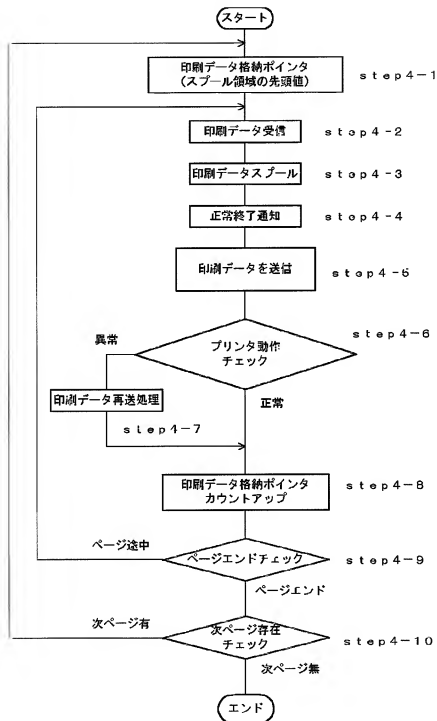 スタート
印刷データ格納ポインタ
(スプール領域の先頭値)
step4-1
印刷データ受信
step4-2
印刷データスプール
step4-3
正常終了通知
step4-4
印刷データを送信
step4-5
step4-6
異常
プリンタ動作
チェック
正常
印刷データ再送処理
step4-7
印刷データ格納ポインタ
カウントアップ
step4-8
ページ途中
ページエンドチェック
step4-9
ページエンド
次ページ有
次ページ存在
チェック
step4-10
次ページ無
エンド